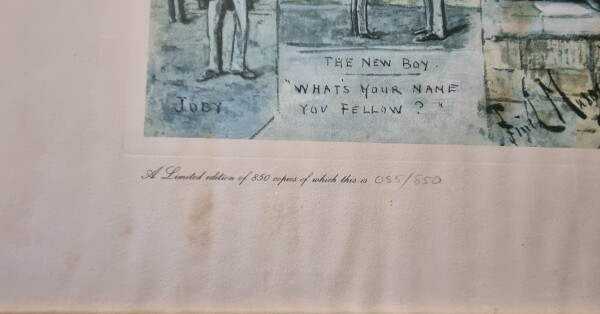 THE NEW BOY.
"WHAT'S YOUR NAME
YOU FELLOW?"
JOBY
A Limited edition of 850 copies of which this is 055/850